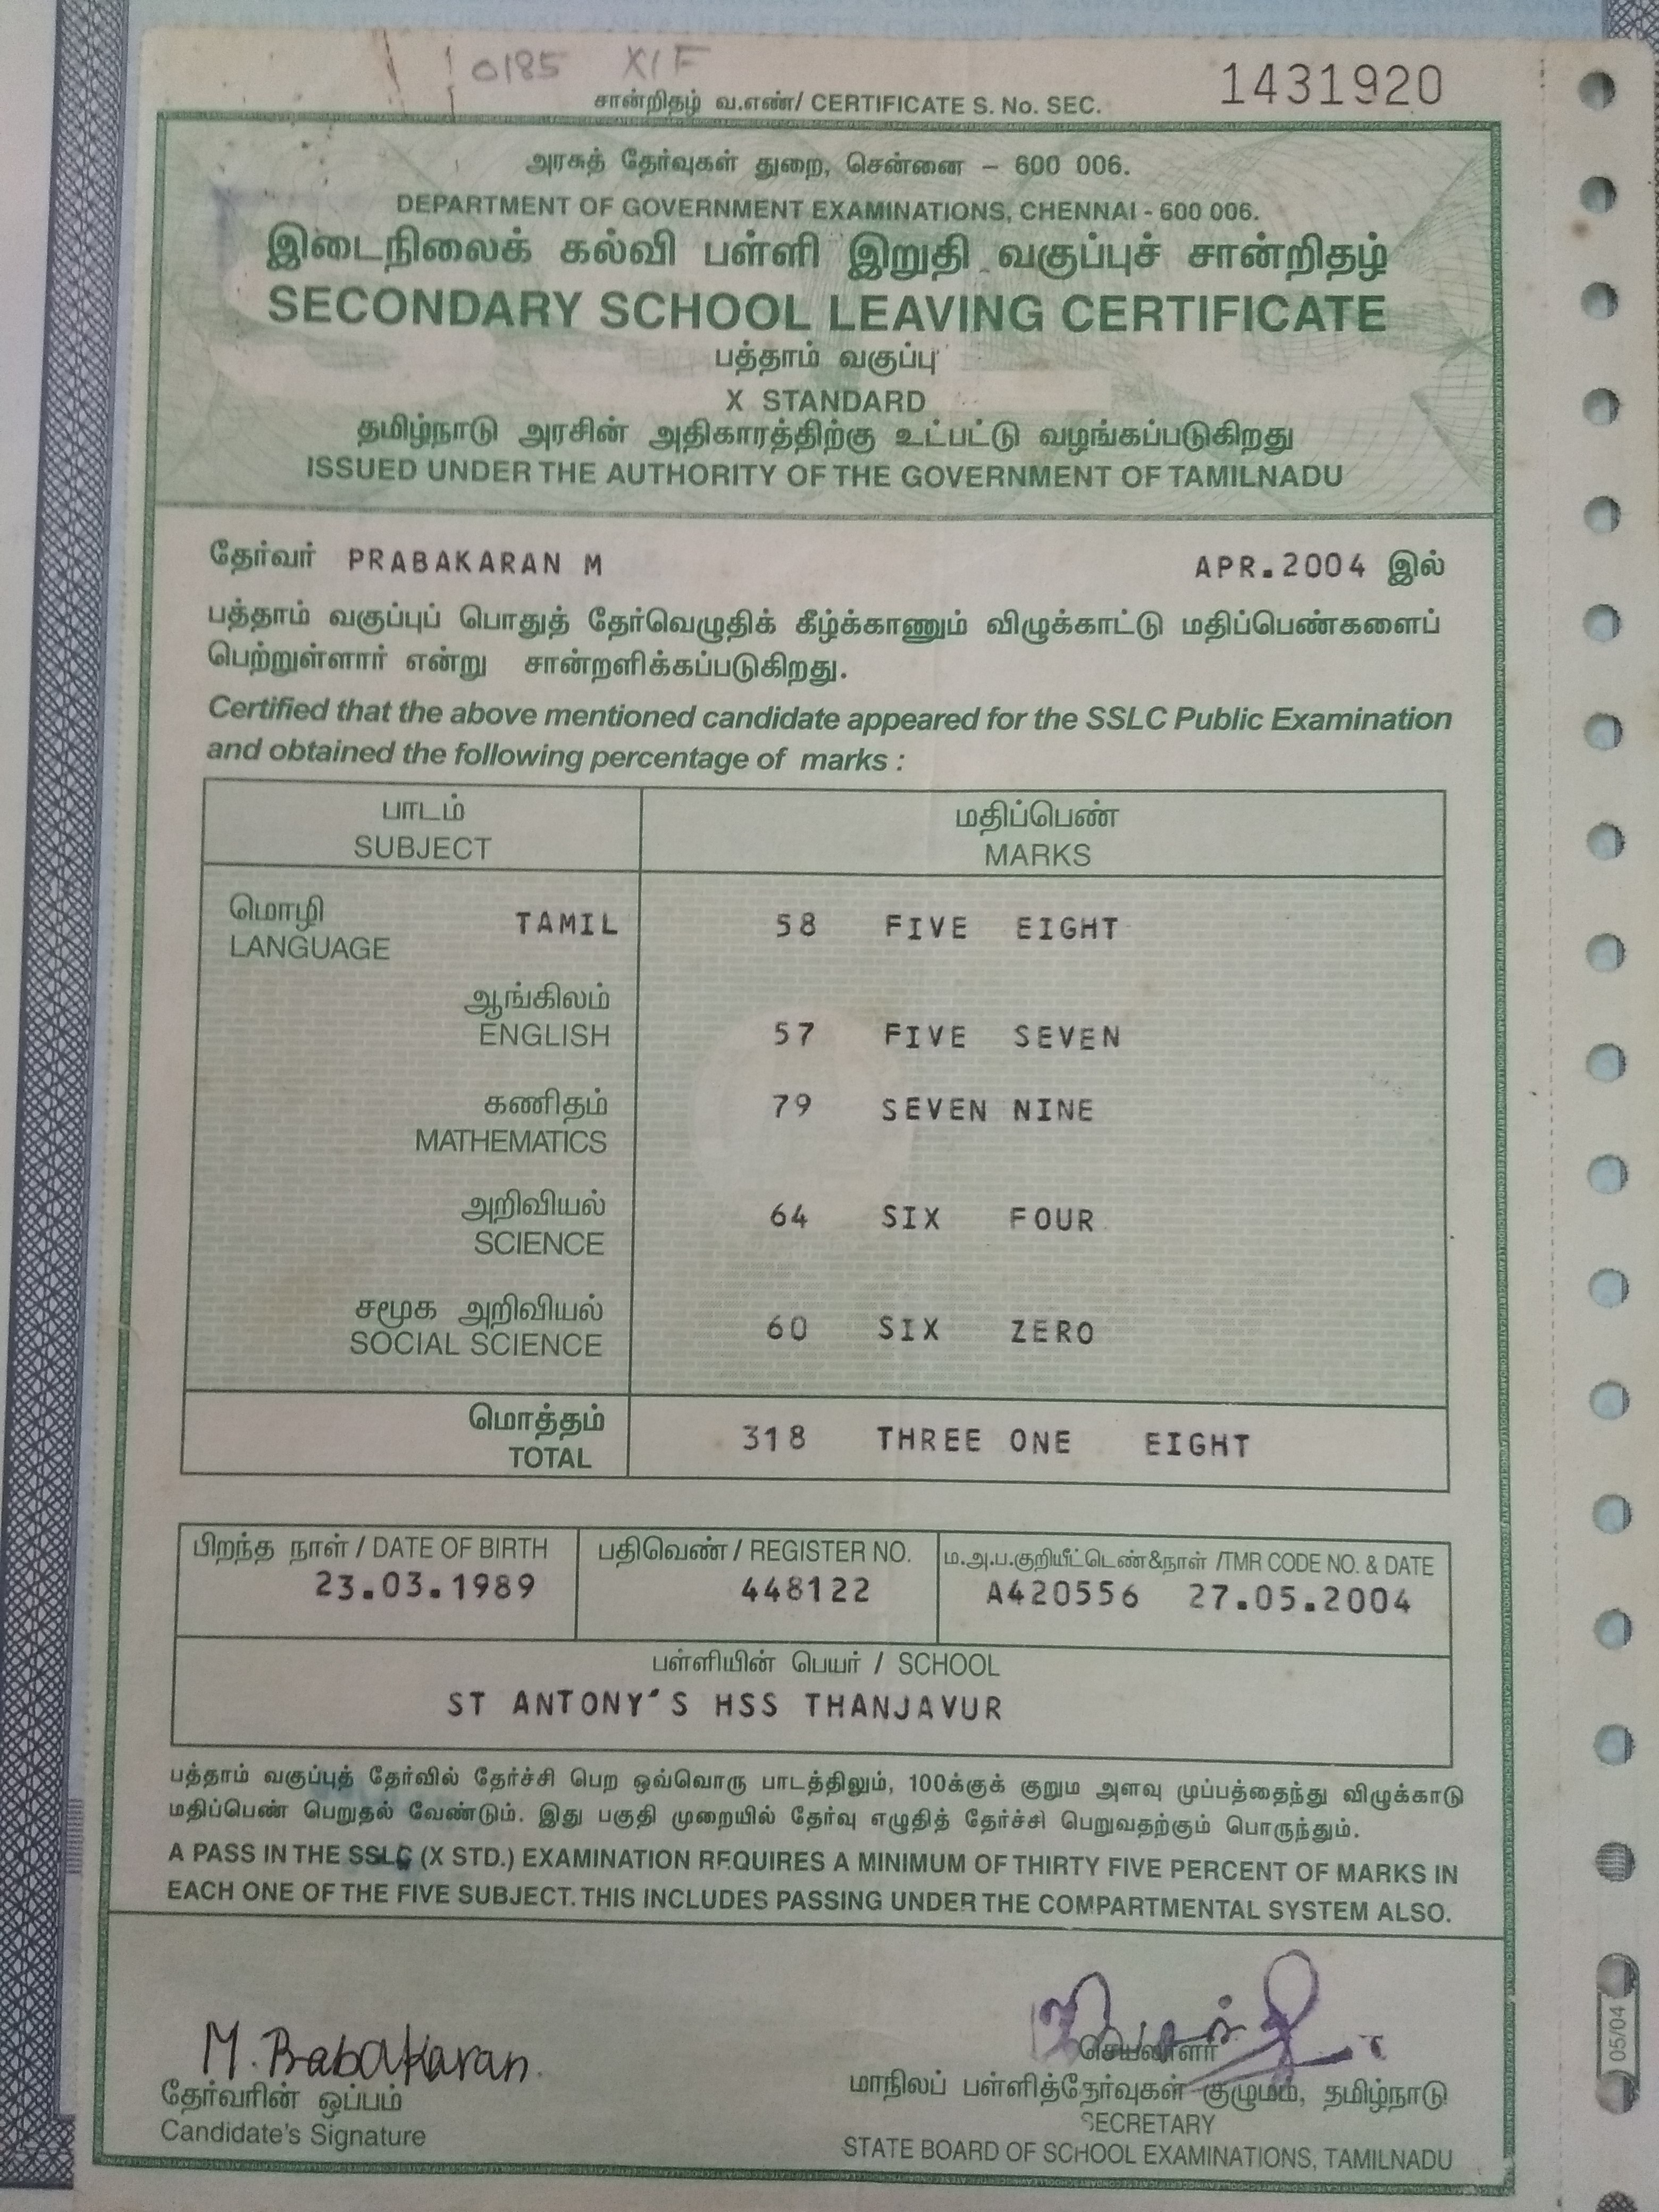 0185 XI F
சான்றிதழ் வ.எண்/ CERTIFICATE S. No. SEC. 1431920
அரசுத் தேர்வுகள் துறை, சென்னை – 600 006.
DEPARTMENT OF GOVERNMENT EXAMINATIONS, CHENNAI - 600 006.
இடைநிலைக் கல்வி பள்ளி இறுதி வகுப்புச் சான்றிதழ்
SECONDARY SCHOOL LEAVING CERTIFICATE
பத்தாம் வகுப்பு
X STANDARD
தமிழ்நாடு அரசின் அதிகாரத்திற்கு உட்பட்டு வழங்கப்படுகிறது
ISSUED UNDER THE AUTHORITY OF THE GOVERNMENT OF TAMILNADU
தேர்வர் PRABAKARAN M APR.2004 இல்
பத்தாம் வகுப்புப் பொதுத் தேர்வெழுதிக் கீழ்க்காணும் விழுக்காட்டு மதிப்பெண்களைப்
பெற்றுள்ளார் என்று சான்றளிக்கப்படுகிறது.
Certified that the above mentioned candidate appeared for the SSLC Public Examination
and obtained the following percentage of marks :
பாடம் மதிப்பெண்
SUBJECT MARKS
மொழி TAMIL 58 FIVE EIGHT
LANGUAGE
ஆங்கிலம்
ENGLISH 57 FIVE SEVEN
கணிதம் 79 SEVEN NINE
MATHEMATICS
அறிவியல் 64 SIX FOUR
SCIENCE
சமூக அறிவியல் 60 SIX ZERO
SOCIAL SCIENCE
மொத்தம் 318 THREE ONE EIGHT
TOTAL
பிறந்த நாள் / DATE OF BIRTH பதிவெண் / REGISTER NO. ம.அ.ப.குறியீட்டெண்&நாள் /TMR CODE NO. & DATE
23.03.1989 448122 A420556 27.05.2004
பள்ளியின் பெயர் / SCHOOL
ST ANTONY'S HSS THANJAVUR
பத்தாம் வகுப்புத் தேர்வில் தேர்ச்சி பெற ஒவ்வொரு பாடத்திலும், 100க்குக் குறும அளவு முப்பத்தைந்து விழுக்காடு
மதிப்பெண் பெறுதல் வேண்டும். இது பகுதி முறையில் தேர்வு எழுதித் தேர்ச்சி பெறுவதற்கும் பொருந்தும்.
A PASS IN THE SSLC (X STD.) EXAMINATION REQUIRES A MINIMUM OF THIRTY FIVE PERCENT OF MARKS IN
EACH ONE OF THE FIVE SUBJECT. THIS INCLUDES PASSING UNDER THE COMPARTMENTAL SYSTEM ALSO.
M. Prabakaran
தேர்வரின் ஒப்பம்
Candidate's Signature
செயலாளர்
மாநிலப் பள்ளித்தேர்வுகள் குழுமம், தமிழ்நாடு
SECRETARY
STATE BOARD OF SCHOOL EXAMINATIONS, TAMILNADU
05/04